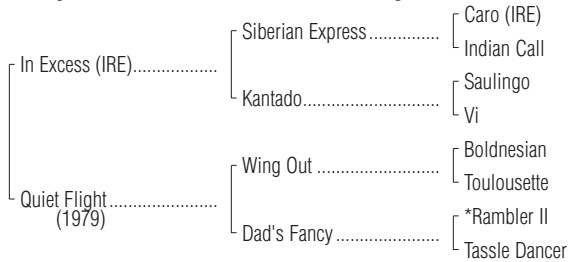 Caro (IRE)
Siberian Express...............
Indian Call
In Excess (IRE)..................
Saulingo
Kantado.............................
Vi
Boldnesian
Wing Out ..........................
Toulousette
Quiet Flight.......................
(1979)
*Rambler II
Dad's Fancy ......................
Tassle Dancer